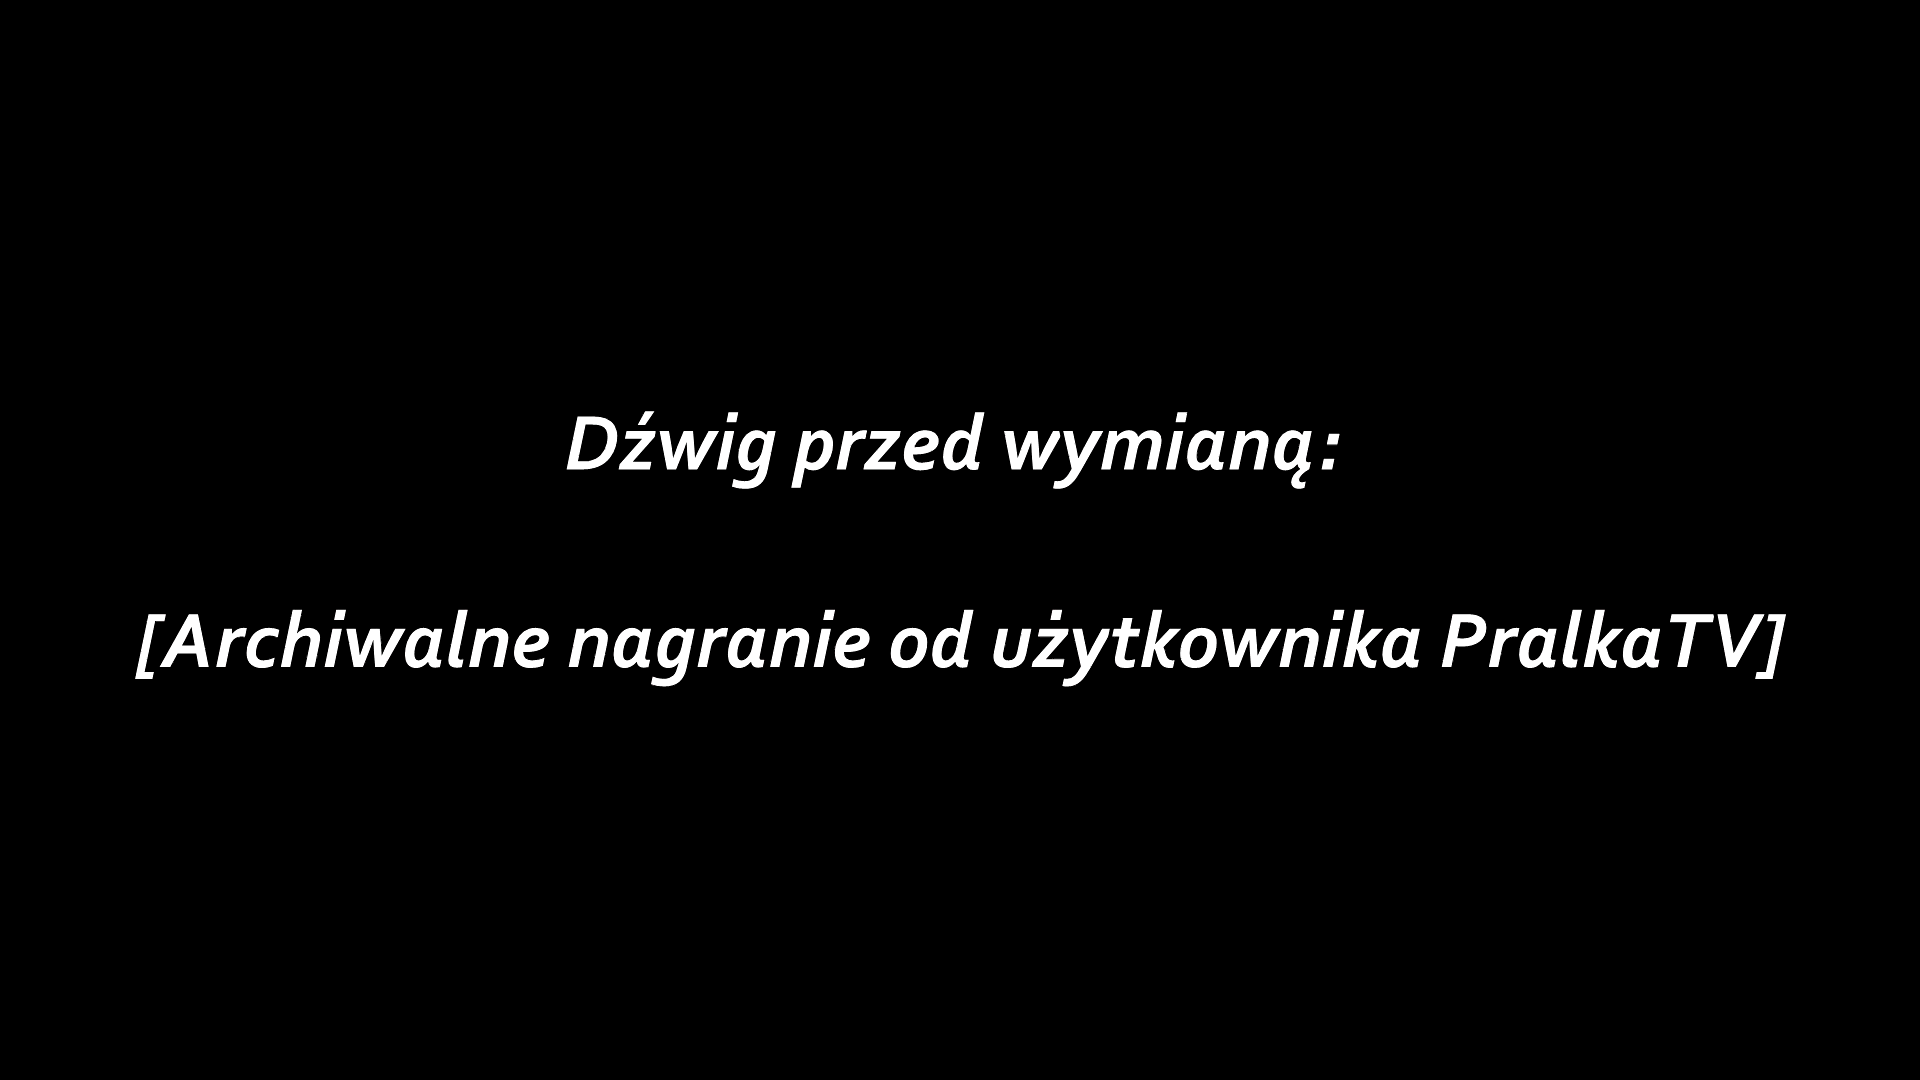 Dźwig przed wymianą:
[Archiwalne nagranie od użytkownika PralkaTV]